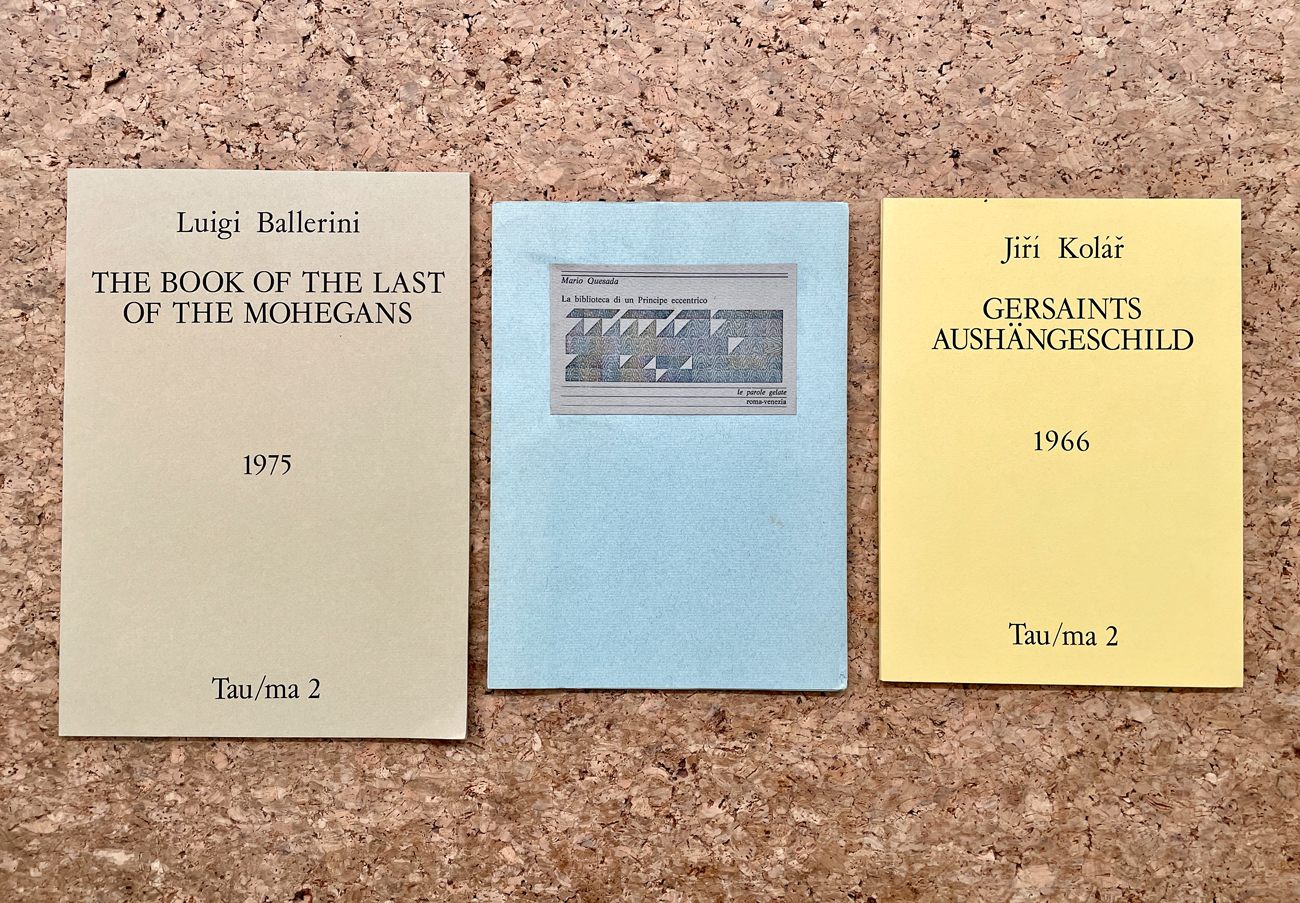 Luigi Ballerini
THE BOOK OF THE LAST
OF THE MOHEGANS
1975
Tau/ma 2
Mario Quesada
La biblioteca di un Principe eccentrico
le parole gelate
roma-venezia
Jiří Kolář
GERSAINTS
AUSHÄNGESCHILD
1966
Tau/ma 2